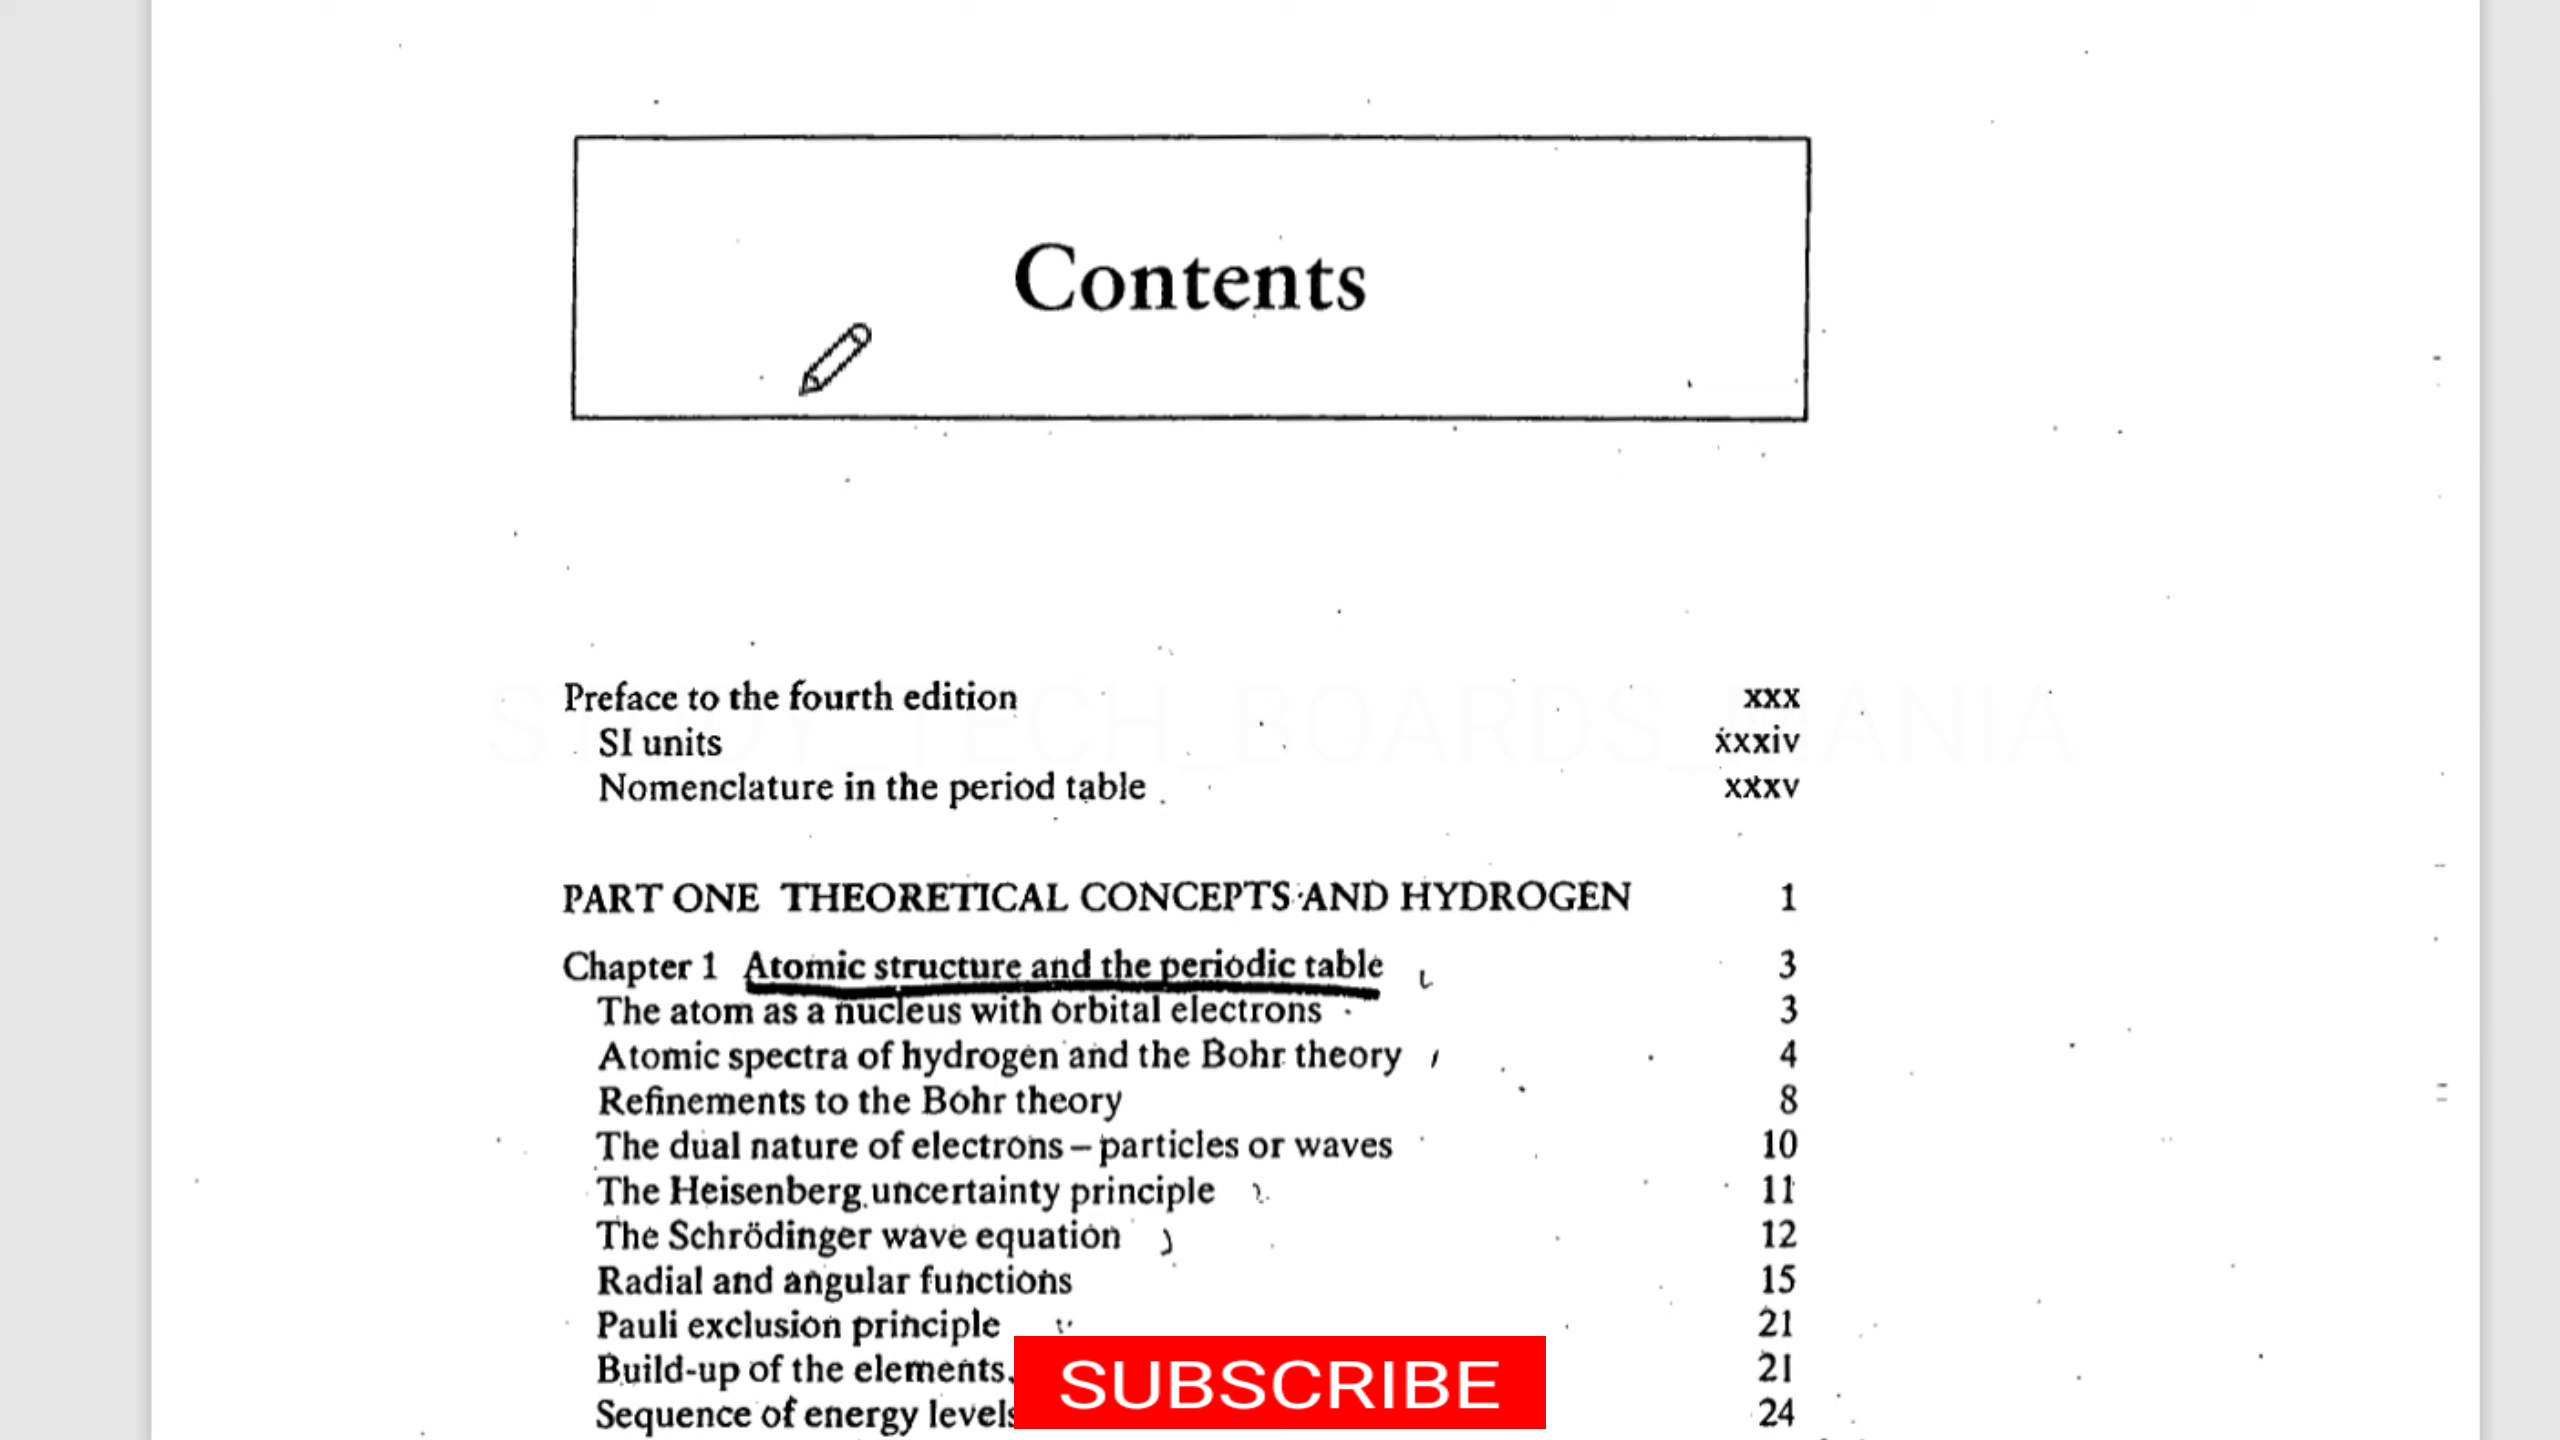 Contents
Preface to the fourth edition xxx
SI units xxxiv
Nomenclature in the period table xxxv
PART ONE THEORETICAL CONCEPTS AND HYDROGEN 1
Chapter 1 Atomic structure and the periodic table 3
The atom as a nucleus with orbital electrons 3
Atomic spectra of hydrogen and the Bohr theory 4
Refinements to the Bohr theory 8
The dual nature of electrons – particles or waves 10
The Heisenberg uncertainty principle 11
The Schrödinger wave equation 12
Radial and angular functions 15
Pauli exclusion principle 21
Build-up of the elements, 21
Sequence of energy levels 24
SUBSCRIBE
STUDY_TECH_BOARDS_MANIA